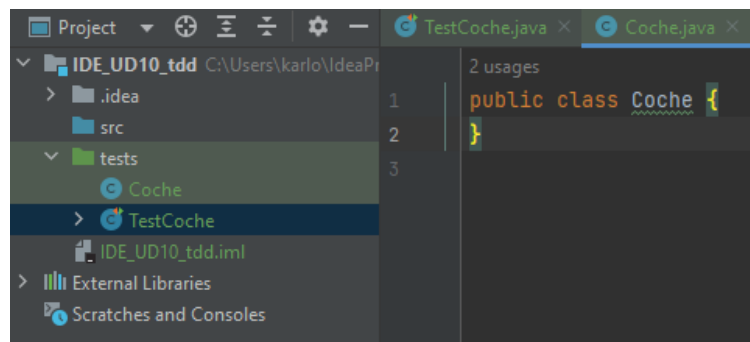 Project
IDE_UD10_tdd C:\Users\karlo\IdeaPr
.idea
src
tests
Coche
TestCoche
IDE_UD10_tdd.iml
External Libraries
Scratches and Consoles
TestCoche.java
Coche.java
2 usages
1 public class Coche {
2 }
3